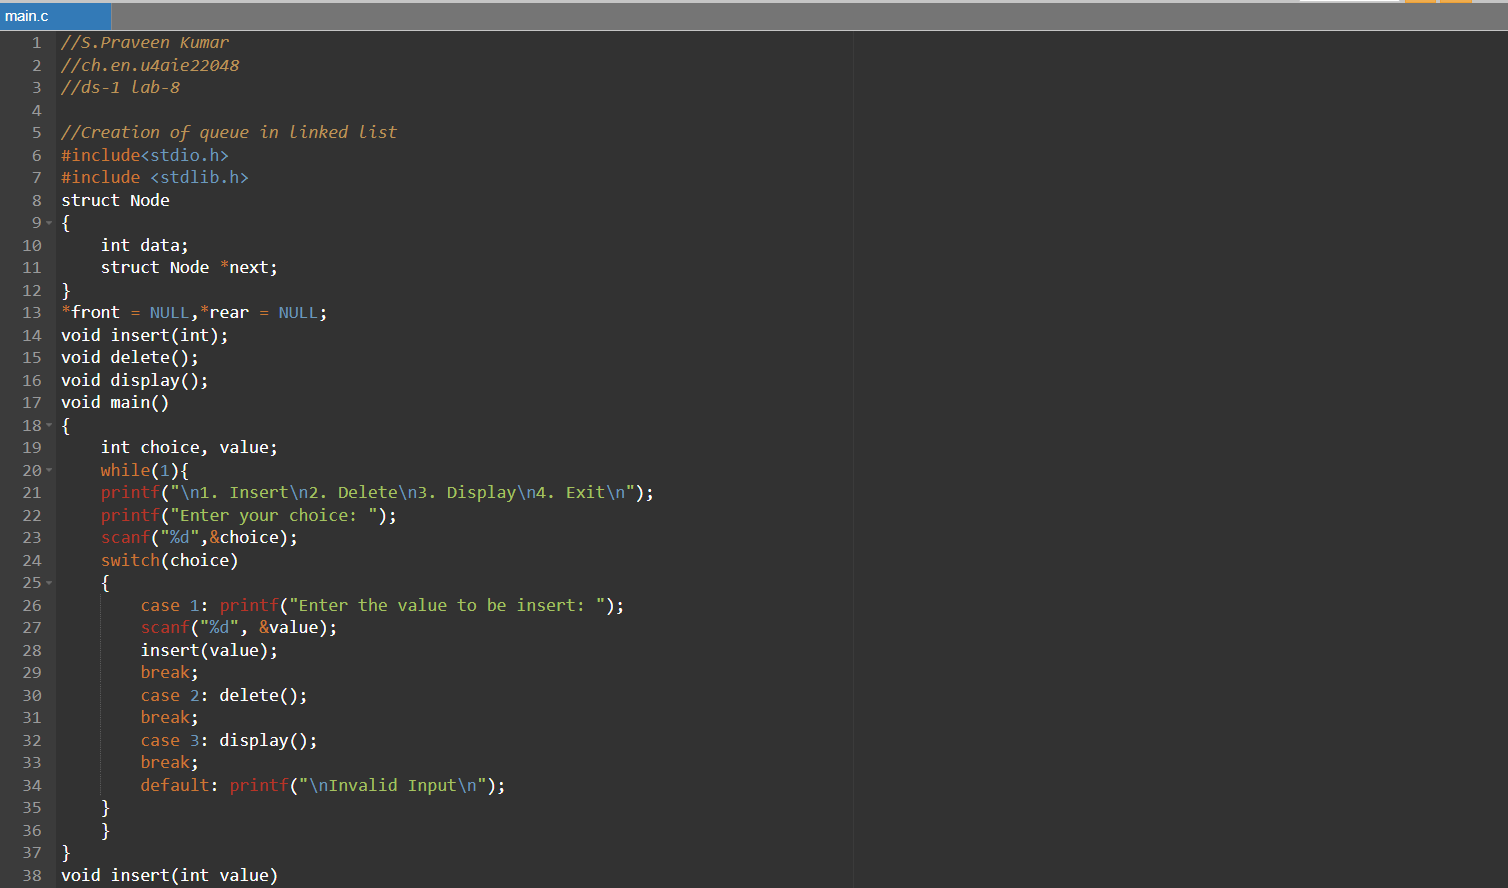 main.c
1 //S.Praveen Kumar
2 //ch.en.u4aie22048
3 //ds-1 lab-8
4
5 //Creation of queue in linked list
6 #include<stdio.h>
7 #include <stdlib.h>
8 struct Node
9 {
10     int data;
11     struct Node *next;
12 }
13 *front = NULL,*rear = NULL;
14 void insert(int);
15 void delete();
16 void display();
17 void main()
18 {
19     int choice, value;
20     while(1){
21     printf("\n1. Insert\n2. Delete\n3. Display\n4. Exit\n");
22     printf("Enter your choice: ");
23     scanf("%d",&choice);
24     switch(choice)
25     {
26         case 1: printf("Enter the value to be insert: ");
27         scanf("%d", &value);
28         insert(value);
29         break;
30         case 2: delete();
31         break;
32         case 3: display();
33         break;
34         default: printf("\nInvalid Input\n");
35     }
36     }
37 }
38 void insert(int value)